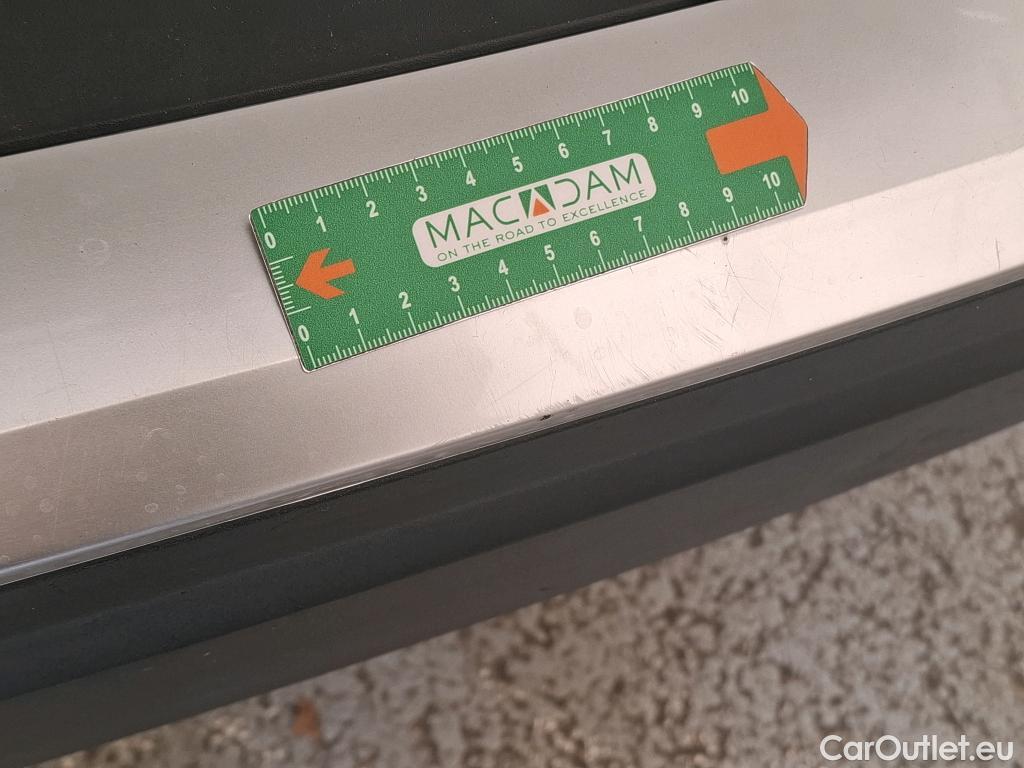 0 1 2 3 4 5 6 7 8 9 10
MACADAM
ON THE ROAD TO EXCELLENCE
0 1 2 3 4 5 6 7 8 9 10
CarOutlet.eu